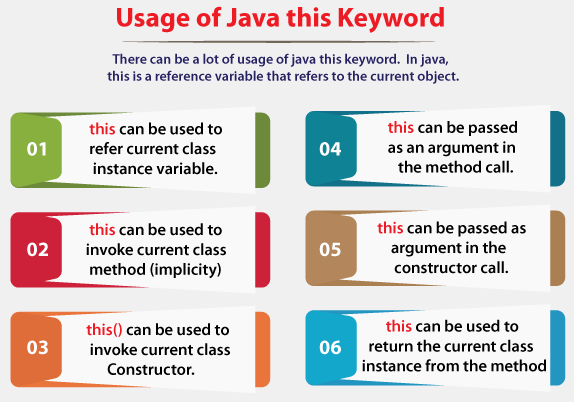 Usage of Java this Keyword
There can be a lot of usage of java this keyword. In java,
this is a reference variable that refers to the current object.
01
this can be used to
refer current class
instance variable.
02
this can be used to
invoke current class
method (implicity)
03
this() can be used to
invoke current class
Constructor.
04
this can be passed
as an argument in
the method call.
05
this can be passed as
argument in the
constructor call.
06
this can be used to
return the current class
instance from the method